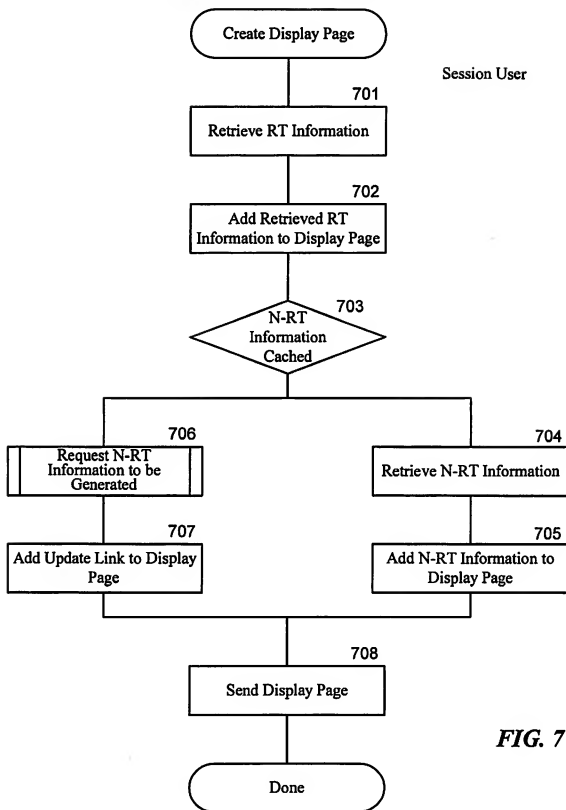 Create Display Page
Session User
701
Retrieve RT Information
702
Add Retrieved RT
Information to Display Page
703
N-RT
Information
Cached
706
Request N-RT
Information to be
Generated
704
Retrieve N-RT Information
707
Add Update Link to Display
Page
705
Add N-RT Information to
Display Page
708
Send Display Page
FIG. 7
Done